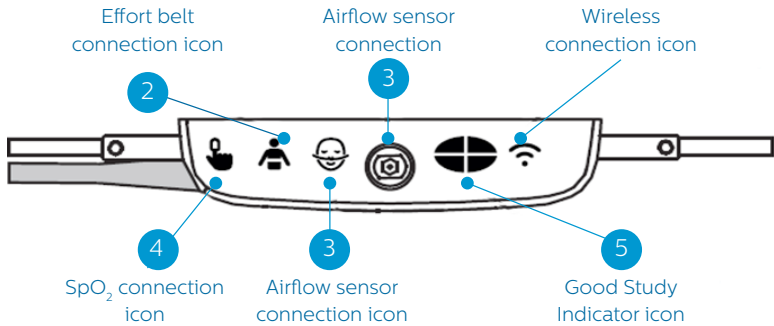 Effort belt
connection icon
2
Airflow sensor
connection
3
Wireless
connection icon
4
SpO₂ connection
icon
3
Airflow sensor
connection icon
5
Good Study
Indicator icon